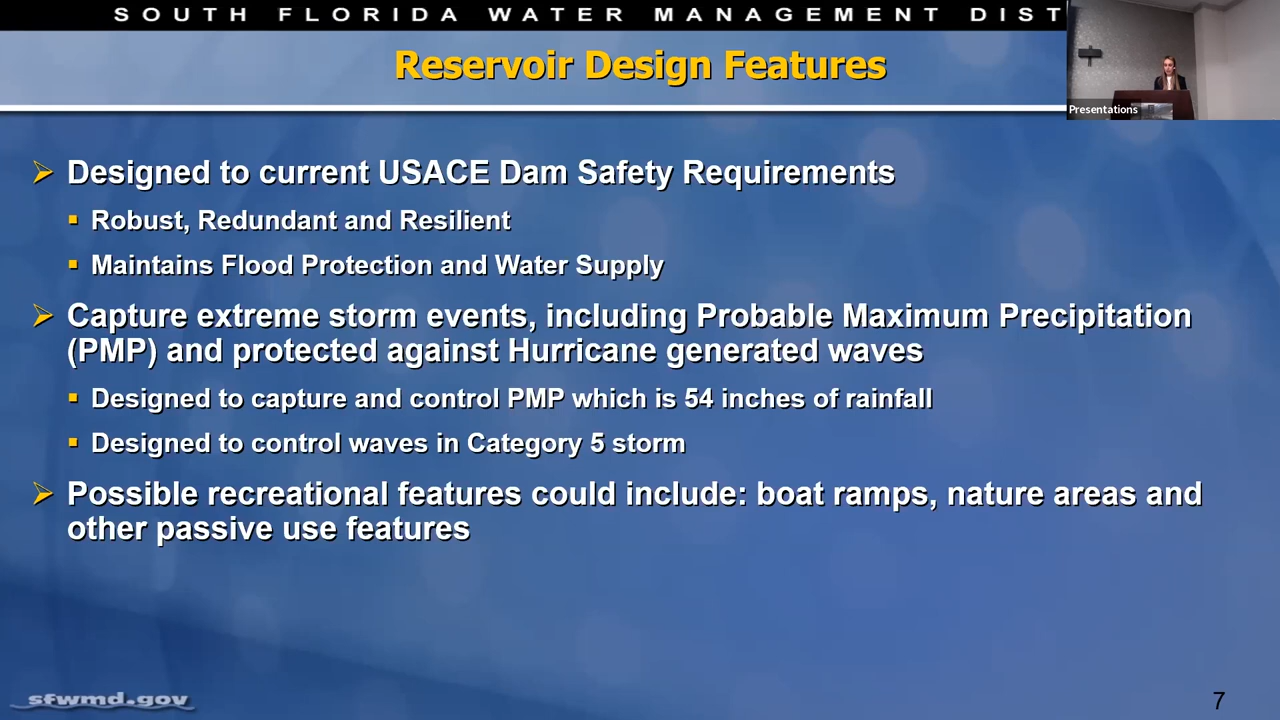 SOUTH FLORIDA WATER MANAGEMENT DIST
Presentations
Reservoir Design Features
Designed to current USACE Dam Safety Requirements
Robust, Redundant and Resilient
Maintains Flood Protection and Water Supply
Capture extreme storm events, including Probable Maximum Precipitation
(PMP) and protected against Hurricane generated waves
Designed to capture and control PMP which is 54 inches of rainfall
Designed to control waves in Category 5 storm
Possible recreational features could include: boat ramps, nature areas and
other passive use features
sfwmd.gov
7